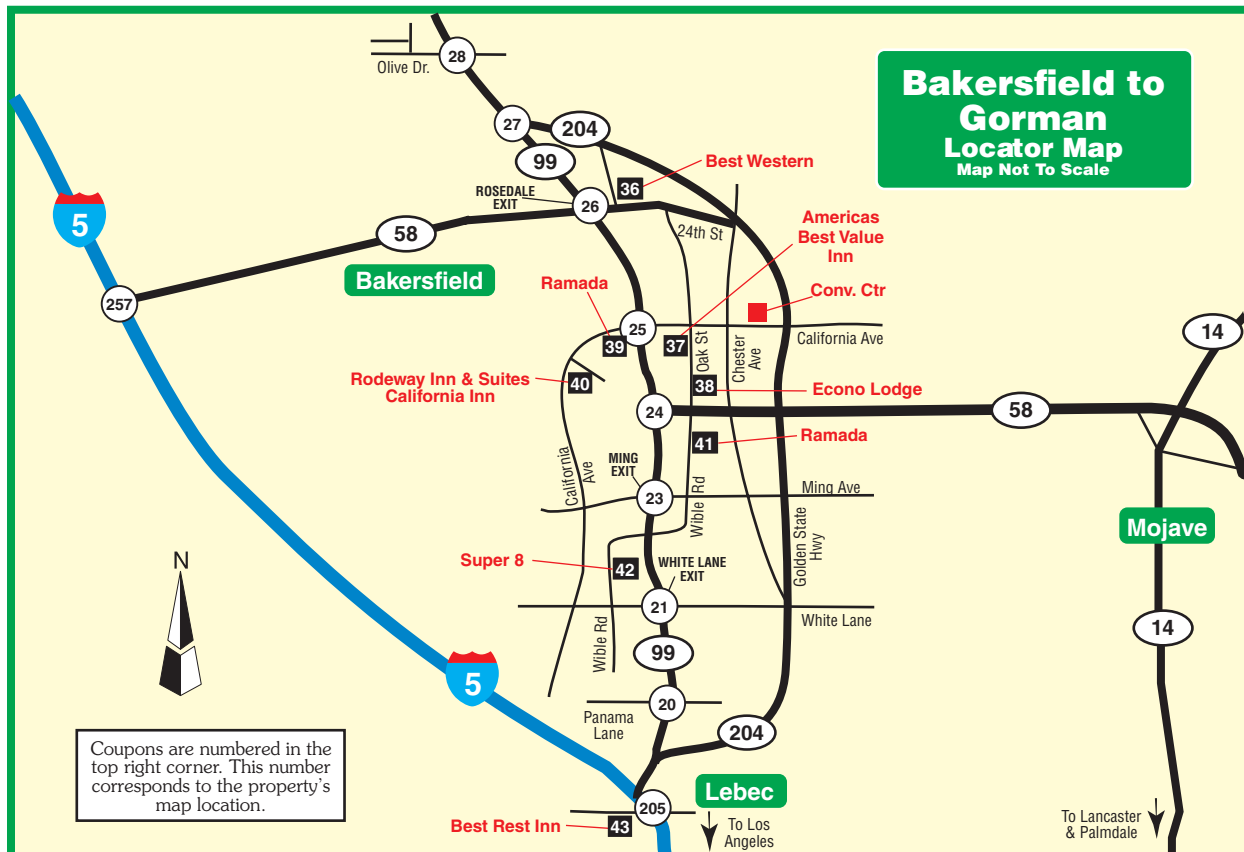 Bakersfield to
Gorman
Locator Map
Map Not To Scale
28
Olive Dr.
27
204
99
Best Western
36
ROSEDALE
EXIT
26
5
58
24th St
Americas
Best Value
Inn
Bakersfield
257
Ramada
Conv. Ctr
25
39
37
Oak St
Chester
Ave
California Ave
14
Rodeway Inn & Suites
California Inn
40
38
Econo Lodge
24
58
41
Ramada
California
Ave
MING
EXIT
23
Wible Rd
Ming Ave
Mojave
Golden State
Hwy
Super 8
42
WHITE LANE
EXIT
21
White Lane
N
Wible Rd
99
14
5
20
Panama
Lane
204
Coupons are numbered in the
top right corner. This number
corresponds to the property's
map location.
Lebec
205
Best Rest Inn
43
To Los
Angeles
To Lancaster
& Palmdale